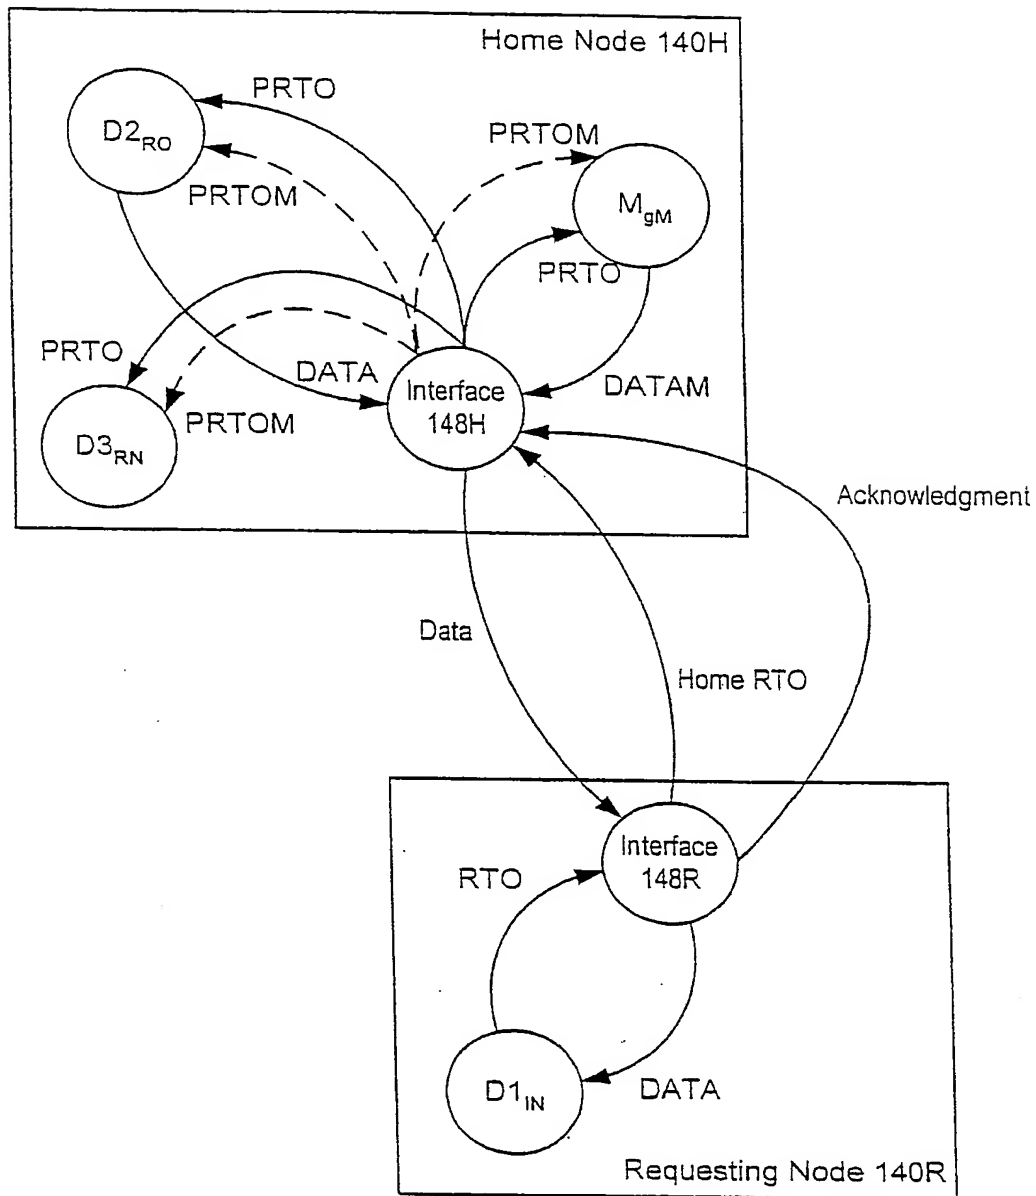 Home Node 140H
PRTO
D2RO
PRTOM
PRTOM
MgM
PRTO
PRTO
DATA
Interface
148H
DATAM
PRTOM
D3RN
Acknowledgment
Data
Home RTO
Interface
148R
RTO
D1IN
DATA
Requesting Node 140R